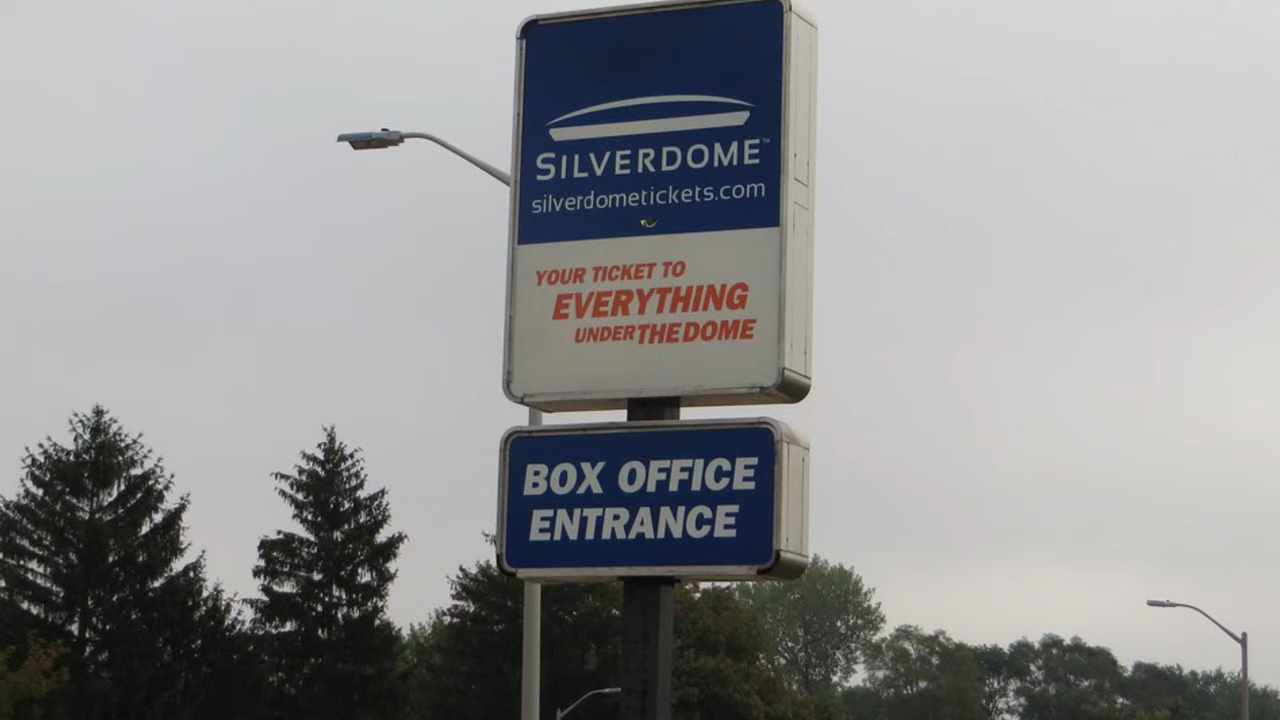 SILVERDOME™
silverdometickets.com
YOUR TICKET TO
EVERYTHING
UNDER THE DOME
BOX OFFICE
ENTRANCE